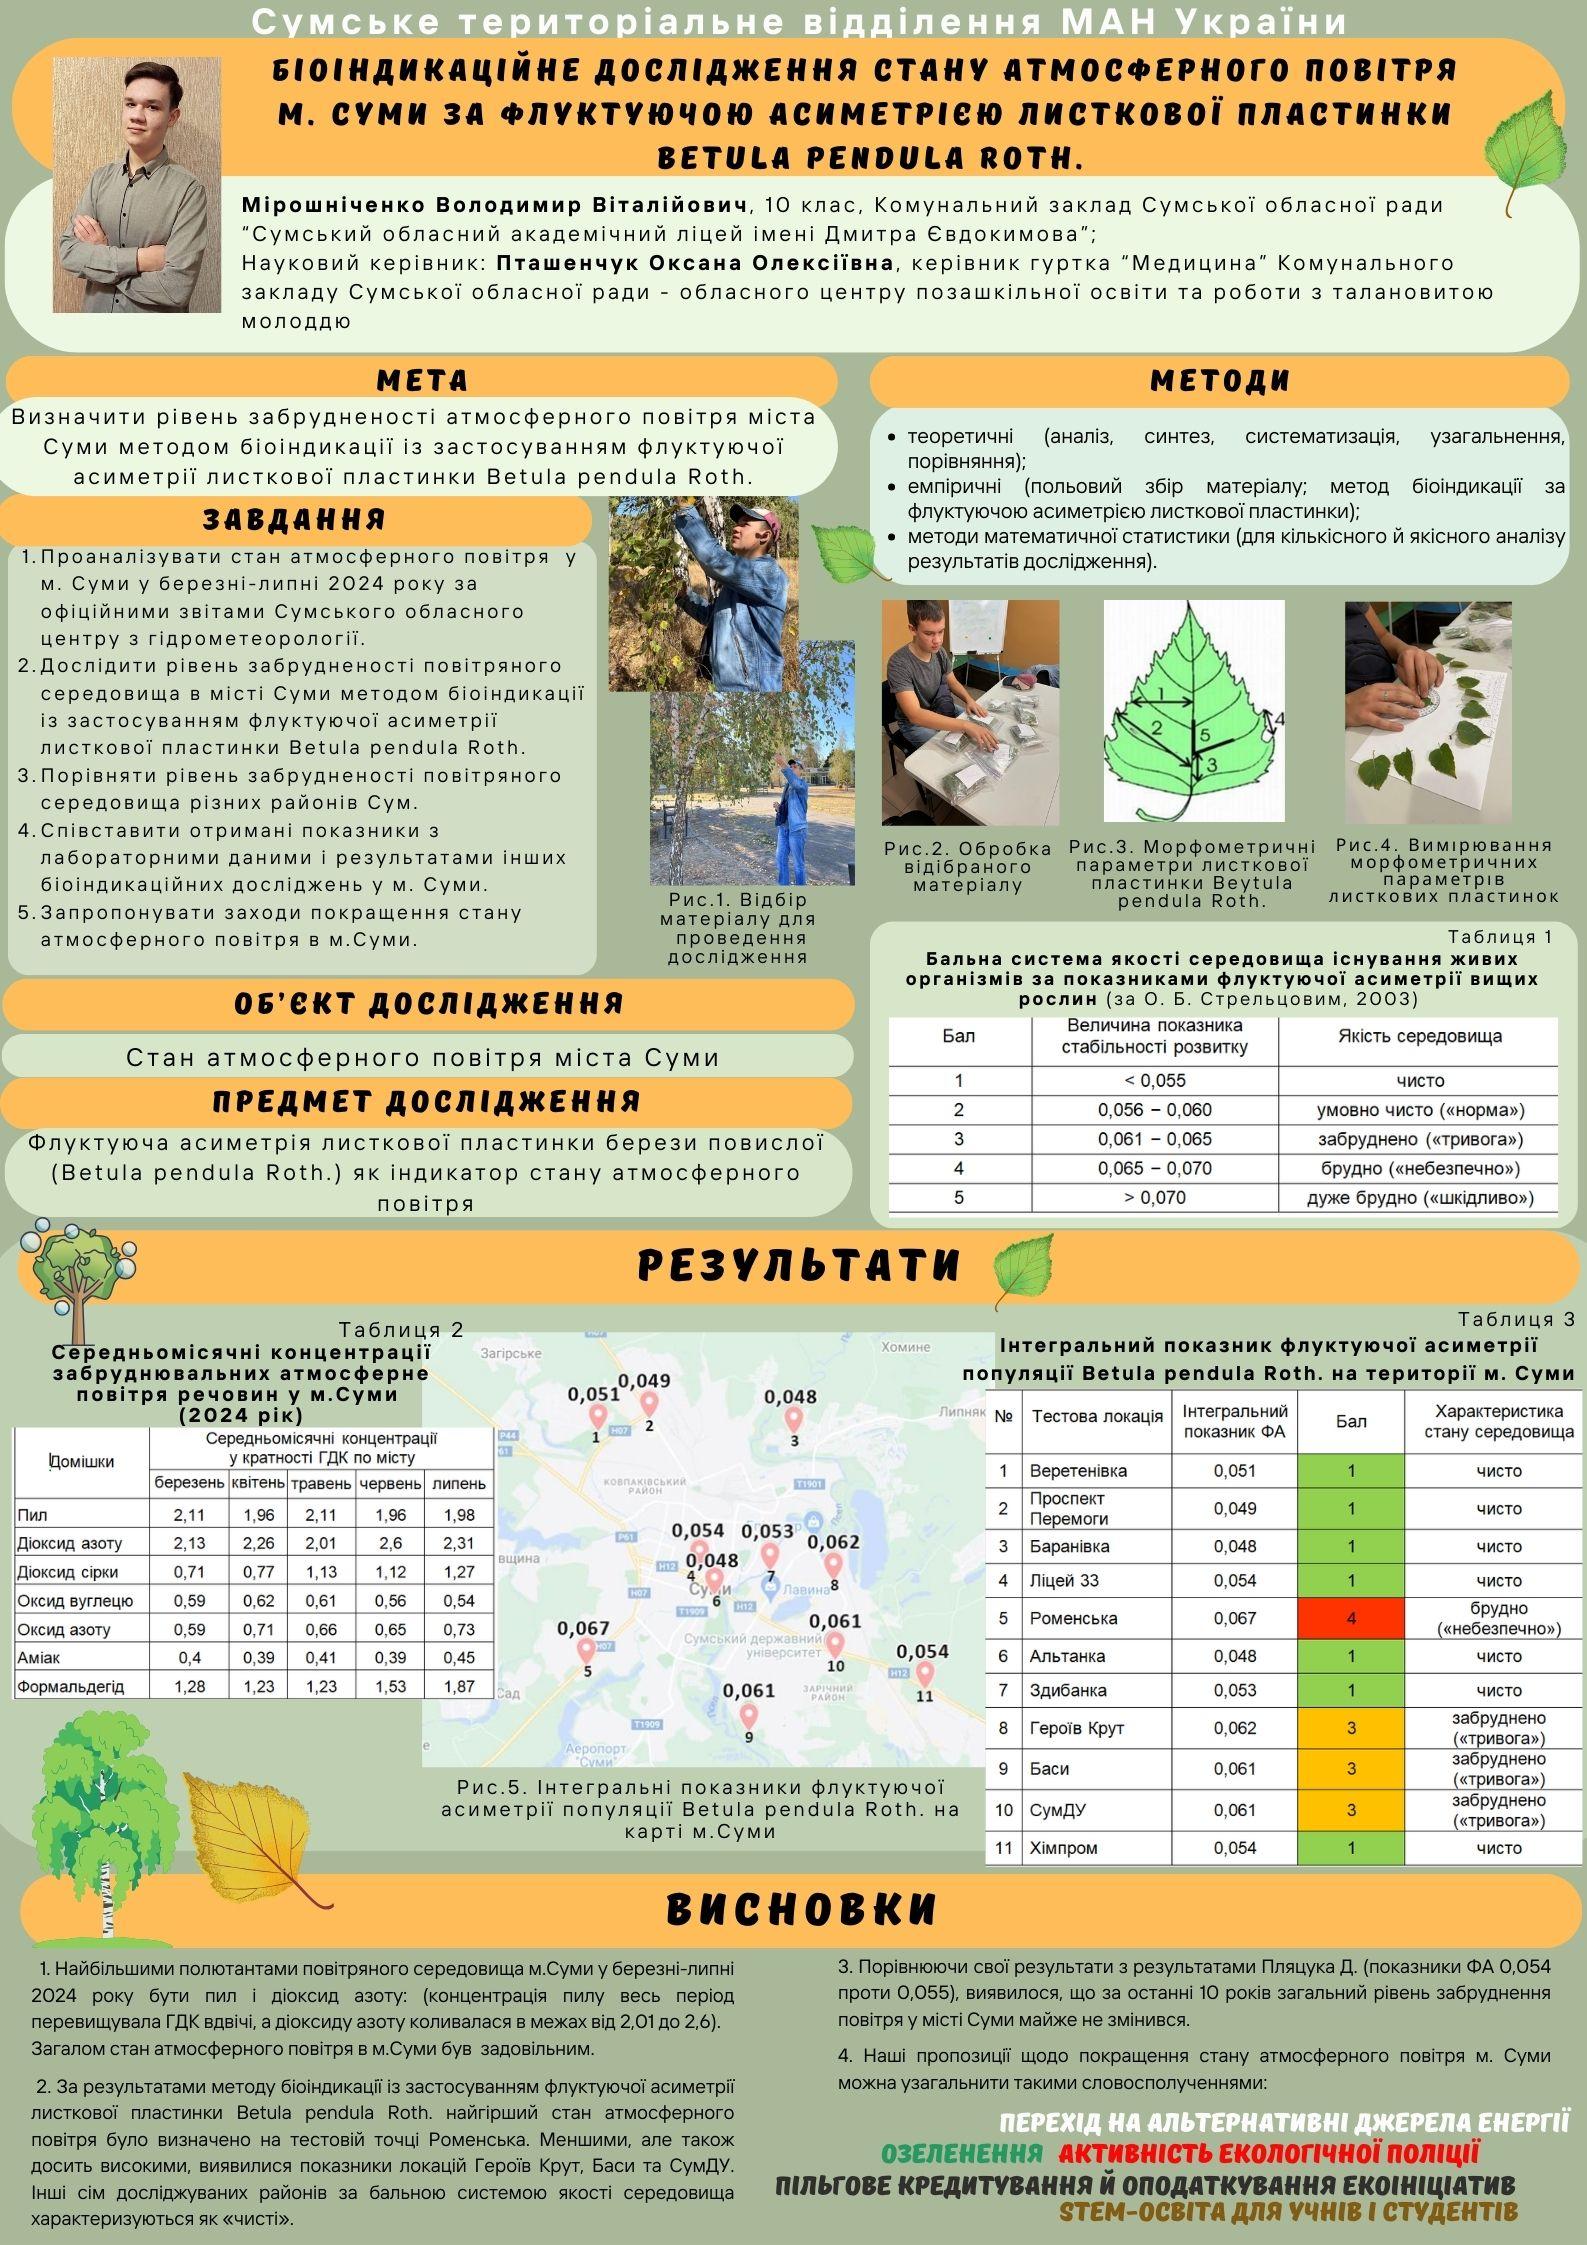 Сумське територіальне відділення МАН України
БІОІНДИКАЦІЙНЕ ДОСЛІДЖЕННЯ СТАНУ АТМОСФЕРНОГО ПОВІТРЯ
М. СУМИ ЗА ФЛУКТУЮЧОЮ АСИМЕТРІЄЮ ЛИСТКОВОЇ ПЛАСТИНКИ
BETULA PENDULA ROTH.
Мірошніченко Володимир Віталійович, 10 клас, Комунальний заклад Сумської обласної ради
"Сумський обласний академічний ліцей імені Дмитра Євдокимова";
Науковий керівник: Пташенчук Оксана Олексіївна, керівник гуртка "Медицина" Комунального
закладу Сумської обласної ради - обласного центру позашкільної освіти та роботи з талановитою
молоддю
МЕТА
Визначити рівень забрудненості атмосферного повітря міста
Суми методом біоіндикації із застосуванням флуктуючої
асиметрії листкової пластинки Betula pendula Roth.
ЗАВДАННЯ
1. Проаналізувати стан атмосферного повітря у
м. Суми у березні-липні 2024 року за
офіційними звітами Сумського обласного
центру з гідрометеорології.
2. Дослідити рівень забрудненості повітряного
середовища в місті Суми методом біоіндикації
із застосуванням флуктуючої асиметрії
листкової пластинки Betula pendula Roth.
3. Порівняти рівень забрудненості повітряного
середовища різних районів Сум.
4. Співставити отримані показники з
лабораторними даними і результатами інших
біоіндикаційних досліджень у м. Суми.
5. Запропонувати заходи покращення стану
атмосферного повітря в м.Суми.
Рис.1. Відбір
матеріалу для
проведення
дослідження
ОБ'ЄКТ ДОСЛІДЖЕННЯ
Стан атмосферного повітря міста Суми
ПРЕДМЕТ ДОСЛІДЖЕННЯ
Флуктуюча асиметрія листкової пластинки берези повислої
(Betula pendula Roth.) як індикатор стану атмосферного
повітря
МЕТОДИ
• теоретичні (аналіз, синтез, систематизація, узагальнення,
порівняння);
• емпіричні (польовий збір матеріалу; метод біоіндикації за
флуктуючою асиметрією листкової пластинки);
• методи математичної статистики (для кількісного й якісного аналізу
результатів дослідження).
1
2
3
4
5
Рис.2. Обробка
відібраного
матеріалу
Рис.3. Морфометричні
параметри листкової
пластинки Beytula
pendula Roth.
Рис.4. Вимірювання
морфометричних
параметрів
листкових пластинок
Таблиця 1
Бальна система якості середовища існування живих
організмів за показниками флуктуючої асиметрії вищих
рослин (за О. Б. Стрельцовим, 2003)
Бал Величина показника стабільності розвитку Якість середовища
1 < 0,055 чисто
2 0,056 – 0,060 умовно чисто («норма»)
3 0,061 – 0,065 забруднено («тривога»)
4 0,065 – 0,070 брудно («небезпечно»)
5 > 0,070 дуже брудно («шкідливо»)
РЕЗУЛЬТАТИ
Таблиця 2
Середньомісячні концентрації
забруднювальних атмосферне
повітря речовин у м.Суми
(2024 рік)
Домішки Середньомісячні концентрації
у кратності ГДК по місту
березень квітень травень червень липень
Пил 2,11 1,96 2,11 1,96 1,98
Діоксид азоту 2,13 2,26 2,01 2,6 2,31
Діоксид сірки 0,71 0,77 1,13 1,12 1,27
Оксид вуглецю 0,59 0,62 0,61 0,56 0,54
Оксид азоту 0,59 0,71 0,66 0,65 0,73
Аміак 0,4 0,39 0,41 0,39 0,45
Формальдегід 1,28 1,23 1,23 1,53 1,87
Загірське
Хомине
Липняк
0,051
1
0,049
2
0,048
3
P44
61
H07
КОВПАКІВСЬКИЙ
РАЙОН
T1901
Псел
P61
0,054
4
0,053
7
0,062
8
0,048
6
вщина
H12
Суми
Лавина
H07
T1909
H12
0,067
5
H07
0,061
10
Сумський державний
університет
0,054
11
H12
Сад
0,061
9
ЗАРІЧНИЙ
РАЙОН
T1909
е
Аеропорт
"Суми"
Рис.5. Інтегральні показники флуктуючої
асиметрії популяції Betula pendula Roth. на
карті м.Суми
Таблиця 3
Інтегральний показник флуктуючої асиметрії
популяції Betula pendula Roth. на території м. Суми
№ Тестова локація Інтегральний показник ФА Бал Характеристика стану середовища
1 Веретенівка 0,051 1 чисто
2 Проспект Перемоги 0,049 1 чисто
3 Баранівка 0,048 1 чисто
4 Ліцей 33 0,054 1 чисто
5 Роменська 0,067 4 брудно («небезпечно»)
6 Альтанка 0,048 1 чисто
7 Здибанка 0,053 1 чисто
8 Героїв Крут 0,062 3 забруднено («тривога»)
9 Баси 0,061 3 забруднено («тривога»)
10 СумДУ 0,061 3 забруднено («тривога»)
11 Хімпром 0,054 1 чисто
ВИСНОВКИ
1. Найбільшими полютантами повітряного середовища м.Суми у березні-липні
2024 року бути пил і діоксид азоту: (концентрація пилу весь період
перевищувала ГДК вдвічі, а діоксиду азоту коливалася в межах від 2,01 до 2,6).
Загалом стан атмосферного повітря в м.Суми був задовільним.
2. За результатами методу біоіндикації із застосуванням флуктуючої асиметрії
листкової пластинки Betula pendula Roth. найгірший стан атмосферного
повітря було визначено на тестовій точці Роменська. Меншими, але також
досить високими, виявилися показники локацій Героїв Крут, Баси та СумДУ.
Інші сім досліджуваних районів за бальною системою якості середовища
характеризуються як «чисті».
3. Порівнюючи свої результати з результатами Пляцука Д. (показники ФА 0,054
проти 0,055), виявилося, що за останні 10 років загальний рівень забруднення
повітря у місті Суми майже не змінився.
4. Наші пропозиції щодо покращення стану атмосферного повітря м. Суми
можна узагальнити такими словосполученнями:
ПЕРЕХІД НА АЛЬТЕРНАТИВНІ ДЖЕРЕЛА ЕНЕРГІЇ
ОЗЕЛЕНЕННЯ АКТИВНІСТЬ ЕКОЛОГІЧНОЇ ПОЛІЦІЇ
ПІЛЬГОВЕ КРЕДИТУВАННЯ Й ОПОДАТКУВАННЯ ЕКОІНІЦІАТИВ
STEM-ОСВІТА ДЛЯ УЧНІВ І СТУДЕНТІВ